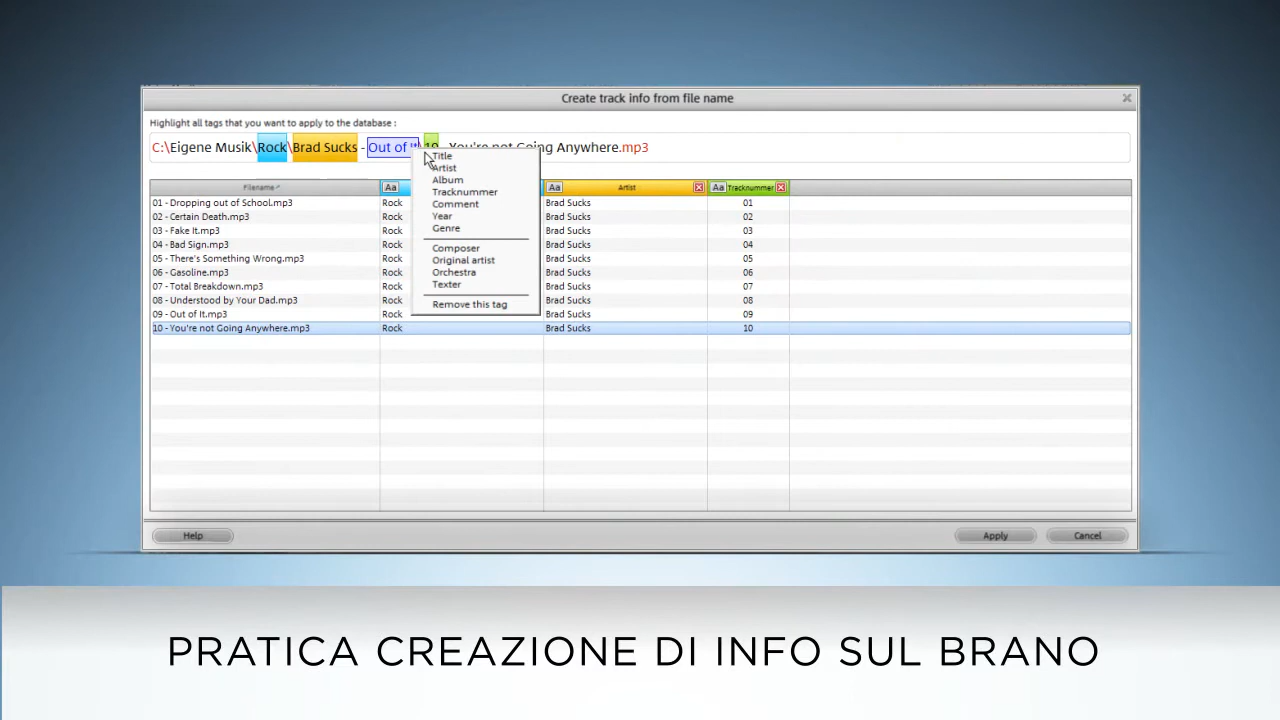 Create track info from file name
Highlight all tags that you want to apply to the database :
C:\Eigene Musik\Rock\Brad Sucks - Out of It\10 - You're not Going Anywhere.mp3
Title
Artist
Album
Tracknummer
Comment
Year
Genre
Composer
Original artist
Orchestra
Texter
Remove this tag
Filename Aa Aa Artist Aa Tracknummer
01 - Dropping out of School.mp3 Rock Brad Sucks 01
02 - Certain Death.mp3 Rock Brad Sucks 02
03 - Fake It.mp3 Rock Brad Sucks 03
04 - Bad Sign.mp3 Rock Brad Sucks 04
05 - There's Something Wrong.mp3 Rock Brad Sucks 05
06 - Gasoline.mp3 Rock Brad Sucks 06
07 - Total Breakdown.mp3 Rock Brad Sucks 07
08 - Understood by Your Dad.mp3 Rock Brad Sucks 08
09 - Out of It.mp3 Rock Brad Sucks 09
10 - You're not Going Anywhere.mp3 Rock Brad Sucks 10
Help Apply Cancel
PRATICA CREAZIONE DI INFO SUL BRANO